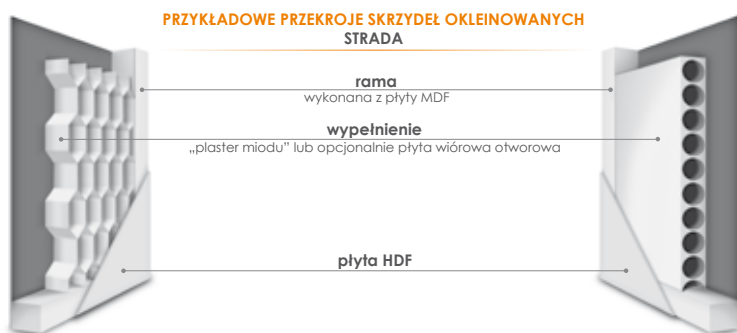 PRZYKŁADOWE PRZEKROJE SKRZYDEŁ OKLEINOWANYCH
STRADA
rama
wykonana z płyty MDF
wypełnienie
„plaster miodu” lub opcjonalnie płyta wiórowa otworowa
płyta HDF